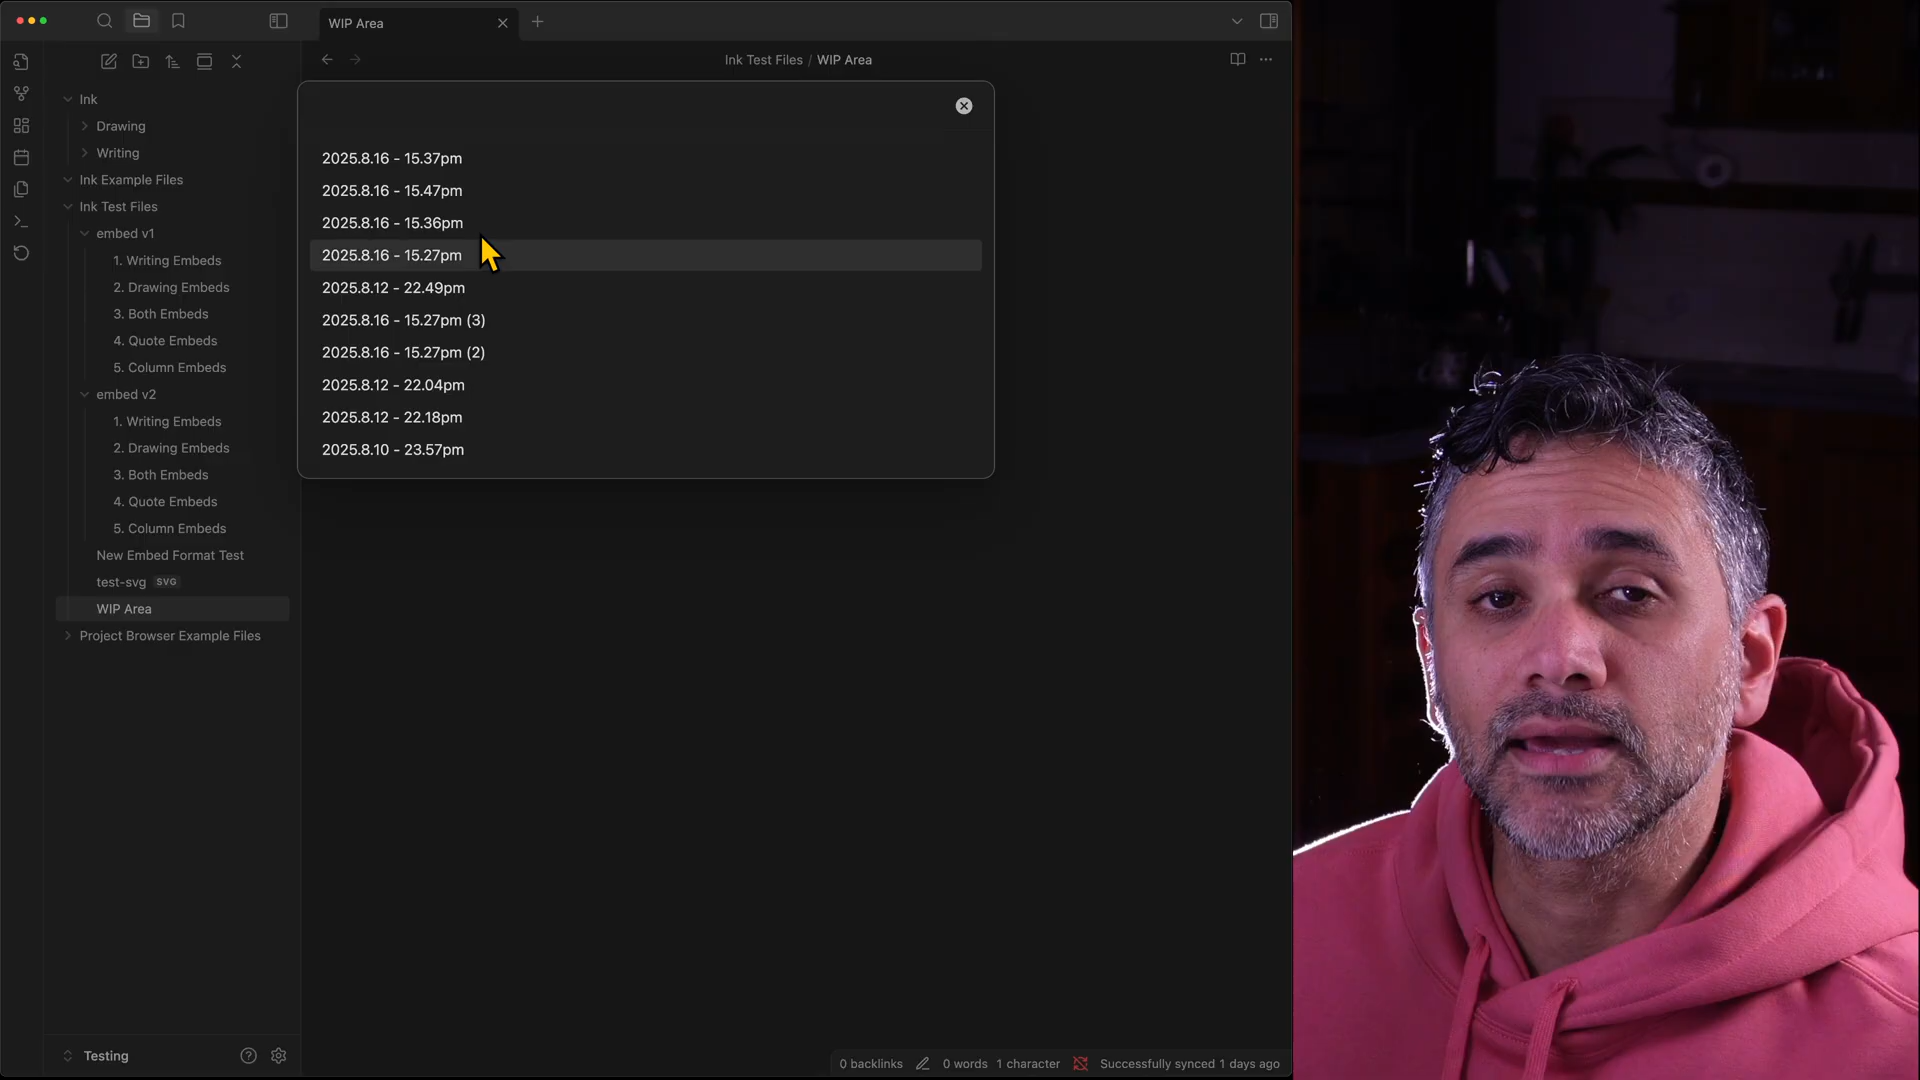 WIP Area
Ink Test Files / WIP Area
Ink
Drawing
Writing
Ink Example Files
Ink Test Files
embed v1
1. Writing Embeds
2. Drawing Embeds
3. Both Embeds
4. Quote Embeds
5. Column Embeds
embed v2
1. Writing Embeds
2. Drawing Embeds
3. Both Embeds
4. Quote Embeds
5. Column Embeds
New Embed Format Test
test-svg SVG
WIP Area
Project Browser Example Files
2025.8.16 - 15.37pm
2025.8.16 - 15.47pm
2025.8.16 - 15.36pm
2025.8.16 - 15.27pm
2025.8.12 - 22.49pm
2025.8.16 - 15.27pm (3)
2025.8.16 - 15.27pm (2)
2025.8.12 - 22.04pm
2025.8.12 - 22.18pm
2025.8.10 - 23.57pm
Testing
0 backlinks 0 words 1 character Successfully synced 1 days ago